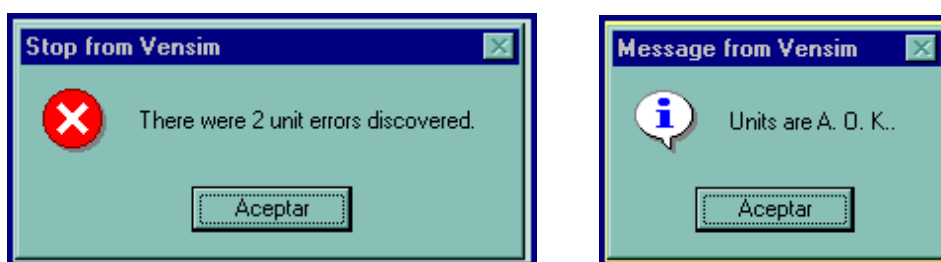 Stop from Vensim
There were 2 unit errors discovered.
Aceptar
Message from Vensim
Units are A. O. K..
Aceptar